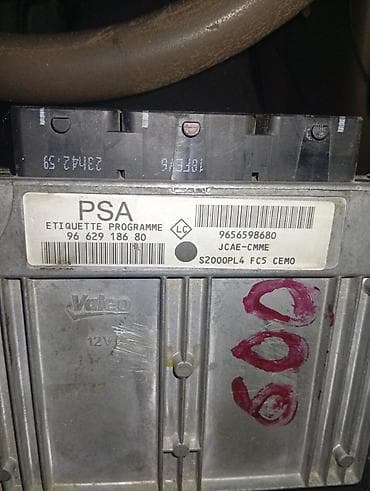 23h42.59
18FEV6
PSA
ETIQUETTE PROGRAMME
96 629 186 80
LC
9656598680
JCAE-CMME
S2000PL4 FC5 CEMO
Valeo
12V
600